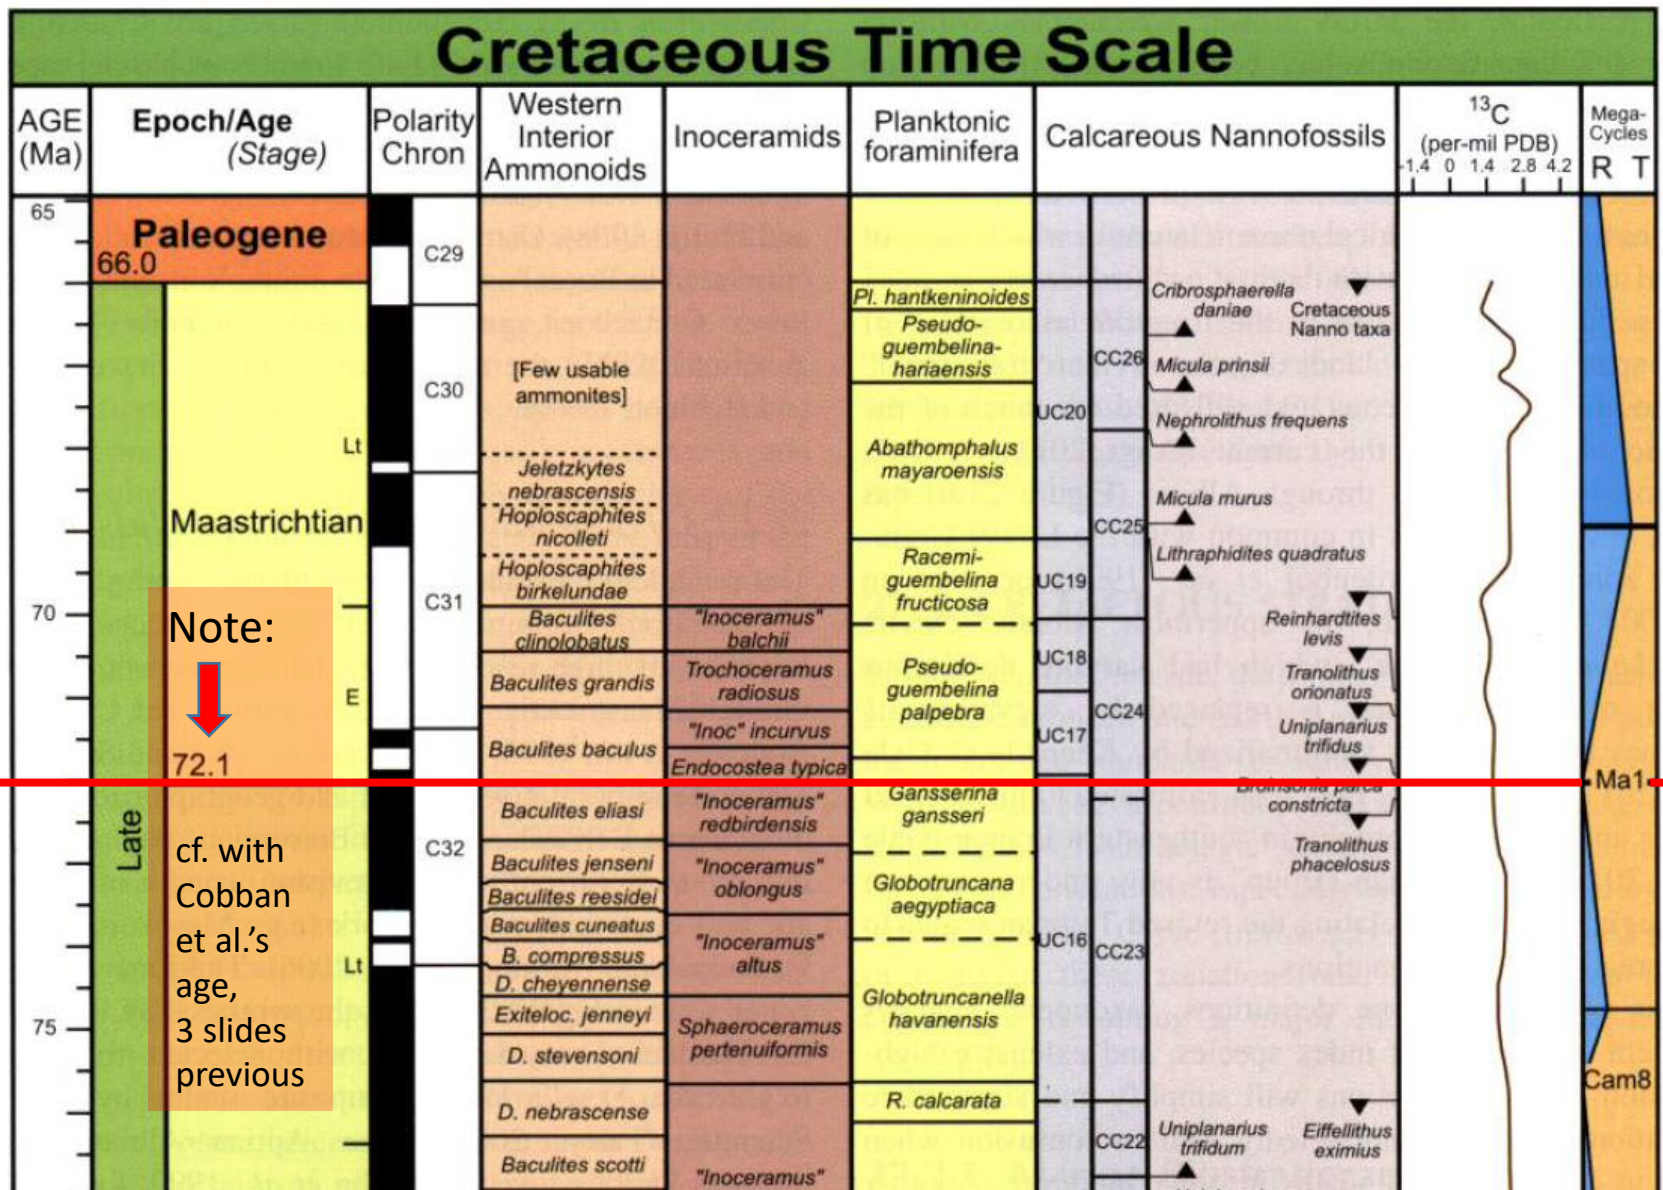 Cretaceous Time Scale
AGE
(Ma)
Epoch/Age
(Stage)
Polarity
Chron
Western
Interior
Ammonoids
Inoceramids
Planktonic
foraminifera
Calcareous Nannofossils
13C
(per-mil PDB)
-1.4 0 1.4 2.8 4.2
Mega-
Cycles
R T
65
70
75
Paleogene
66.0
Late
Maastrichtian
72.1
Lt
E
Lt
Note:
cf. with
Cobban
et al.'s
age,
3 slides
previous
C29
C30
C31
C32
[Few usable
ammonites]
Jeletzkytes
nebrascensis
Hoploscaphites
nicolleti
Hoploscaphites
birkelundae
Baculites
clinolobatus
Baculites grandis
Baculites baculus
Baculites eliasi
Baculites jenseni
Baculites reesidei
Baculites cuneatus
B. compressus
D. cheyennense
Exiteloc. jenneyi
D. stevensoni
D. nebrascense
Baculites scotti
"Inoceramus"
balchii
Trochoceramus
radiosus
"Inoc" incurvus
Endocostea typica
"Inoceramus"
redbirdensis
"Inoceramus"
oblongus
"Inoceramus"
altus
Sphaeroceramus
pertenuiformis
"Inoceramus"
Pl. hantkeninoides
Pseudo-
guembelina-
hariaensis
Abathomphalus
mayaroensis
Racemi-
guembelina
fructicosa
Pseudo-
guembelina
palpebra
Gansserina
gansseri
Globotruncana
aegyptiaca
Globotruncanella
havanensis
R. calcarata
UC20
UC19
UC18
UC17
UC16
CC26
CC25
CC24
CC23
CC22
Cribrosphaerella
daniae
Cretaceous
Nanno taxa
Micula prinsii
Nephrolithus frequens
Micula murus
Lithraphidites quadratus
Reinhardtites
levis
Tranolithus
orionatus
Uniplanarius
trifidus
Broinsonia parca
constricta
Tranolithus
phacelosus
Uniplanarius
trifidum
Eiffellithus
eximius
Ma1
Cam8